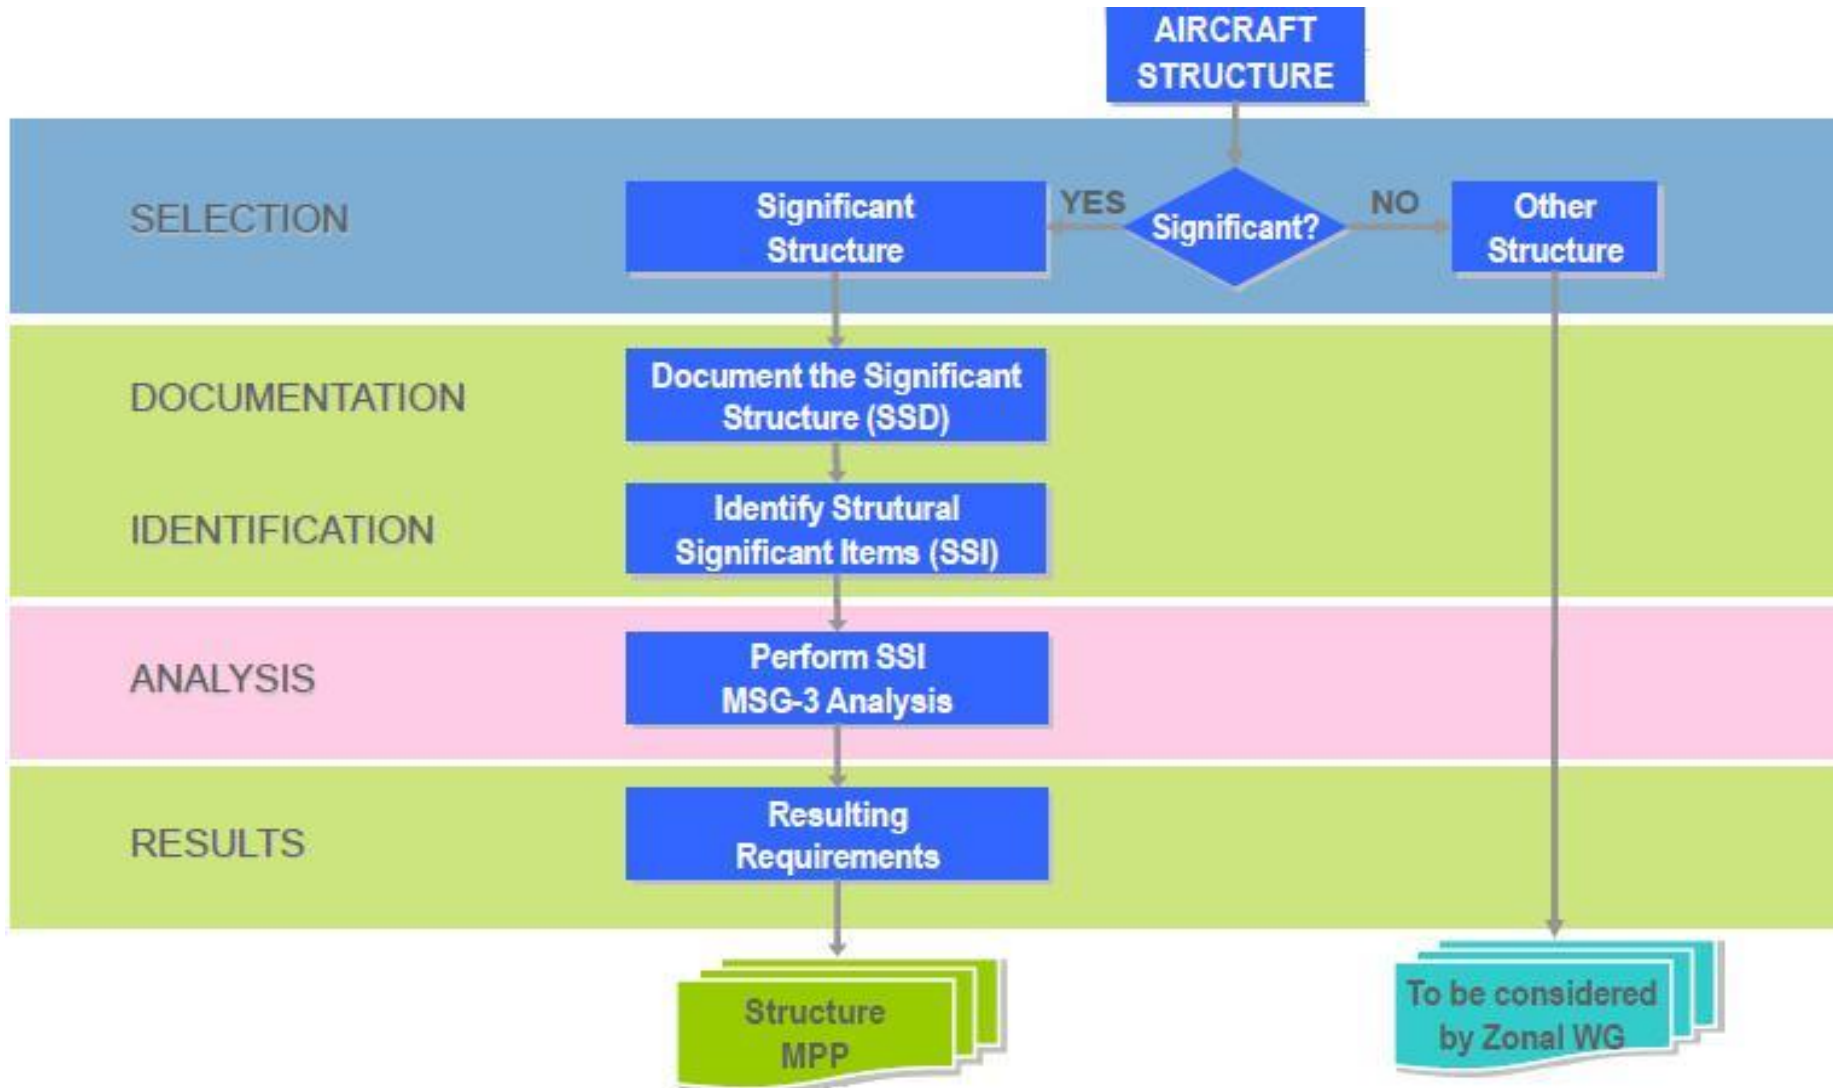 AIRCRAFT
STRUCTURE
SELECTION
Significant
Structure
YES
Significant?
NO
Other
Structure
DOCUMENTATION
Document the Significant
Structure (SSD)
IDENTIFICATION
Identify Strutural
Significant Items (SSI)
ANALYSIS
Perform SSI
MSG-3 Analysis
RESULTS
Resulting
Requirements
Structure
MPP
To be considered
by Zonal WG